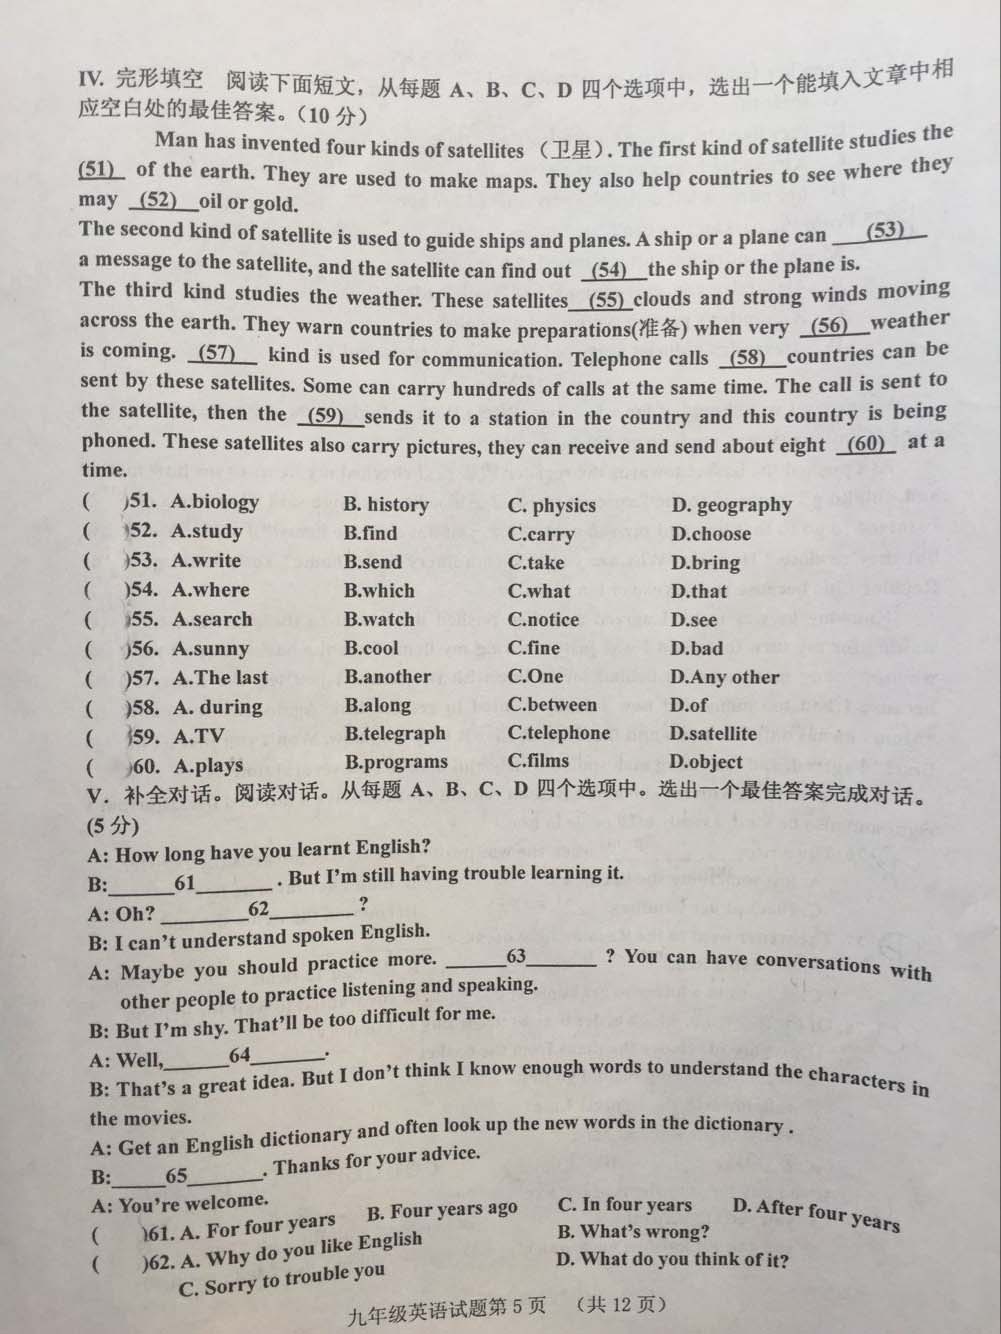 IV. 完形填空 阅读下面短文，从每题 A、B、C、D 四个选项中，选出一个能填入文章中相
应空白处的最佳答案。（10 分）
Man has invented four kinds of satellites （卫星）. The first kind of satellite studies the
(51) of the earth. They are used to make maps. They also help countries to see where they
may (52) oil or gold.
The second kind of satellite is used to guide ships and planes. A ship or a plane can (53)
a message to the satellite, and the satellite can find out (54) the ship or the plane is.
The third kind studies the weather. These satellites (55) clouds and strong winds moving
across the earth. They warn countries to make preparations(准备) when very (56) weather
is coming. (57) kind is used for communication. Telephone calls (58) countries can be
sent by these satellites. Some can carry hundreds of calls at the same time. The call is sent to
the satellite, then the (59) sends it to a station in the country and this country is being
phoned. These satellites also carry pictures, they can receive and send about eight (60) at a
time.
( )51. A.biology B. history C. physics D. geography
( )52. A.study B.find C.carry D.choose
( )53. A.write B.send C.take D.bring
( )54. A.where B.which C.what D.that
( )55. A.search B.watch C.notice D.see
( )56. A.sunny B.cool C.fine D.bad
( )57. A.The last B.another C.One D.Any other
( )58. A. during B.along C.between D.of
( )59. A.TV B.telegraph C.telephone D.satellite
( )60. A.plays B.programs C.films D.object
V. 补全对话。阅读对话。从每题 A、B、C、D 四个选项中。选出一个最佳答案完成对话。
(5 分)
A: How long have you learnt English?
B:______61_______ . But I'm still having trouble learning it.
A: Oh? ________62________ ?
B: I can't understand spoken English.
A: Maybe you should practice more. ______63_______ ? You can have conversations with
other people to practice listening and speaking.
B: But I'm shy. That'll be too difficult for me.
A: Well,______64_______.
B: That's a great idea. But I don't think I know enough words to understand the characters in
the movies.
A: Get an English dictionary and often look up the new words in the dictionary .
B:_____65_______. Thanks for your advice.
A: You're welcome.
( )61. A. For four years B. Four years ago C. In four years D. After four years
( )62. A. Why do you like English B. What's wrong?
C. Sorry to trouble you D. What do you think of it?
九年级英语试题第 5 页 （共 12 页）